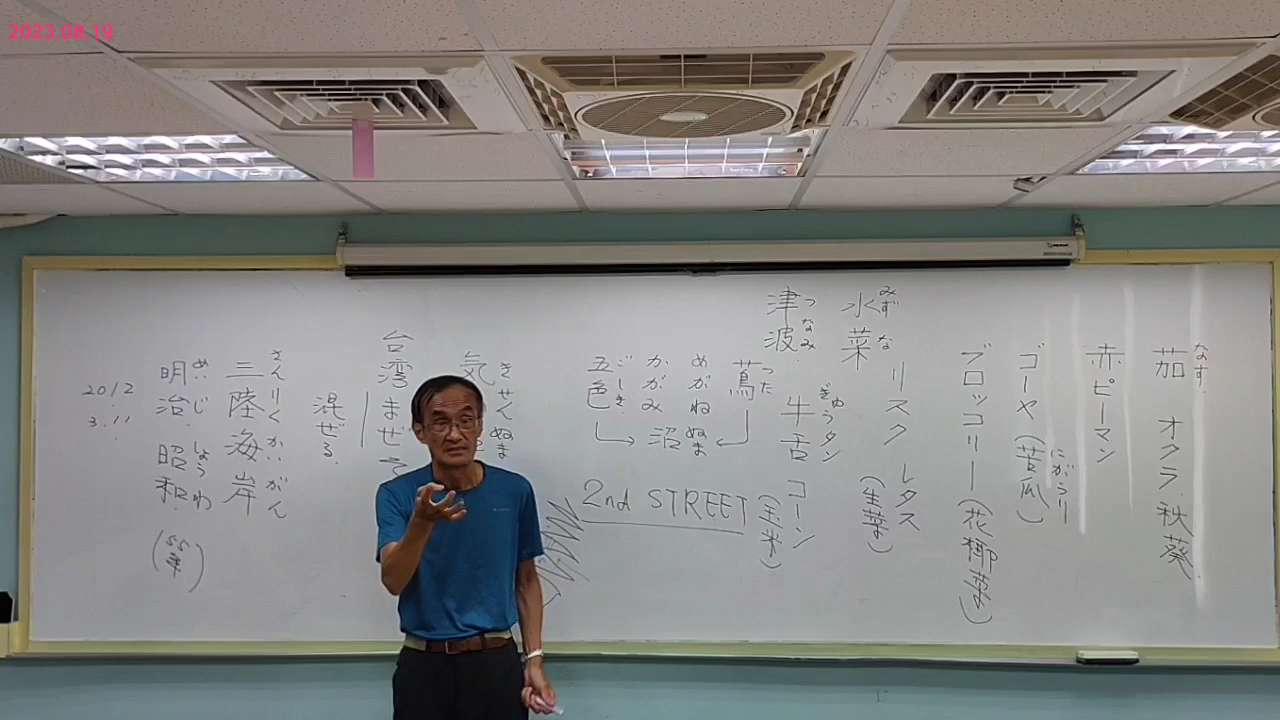 2023.08.19
茄 なす
オクラ 秋葵
赤ピーマン
ゴーヤ(苦瓜) にがうり
ブロッコリー(花椰菜)
水菜 みずな
リスク レタス
(生菜)
津波 つなみ
牛舌 ぎゅうタン
コーン
(玉米)
蔦 つた
めがね
かがみ
五色 ごしき
沼 ぬま
2nd STREET
気 きせんぬま
台湾まぜそ
混ぜる
三陸海岸 さんりくかいがん
明治 昭和 めいじ しょうわ
(55年)
2012
3.11